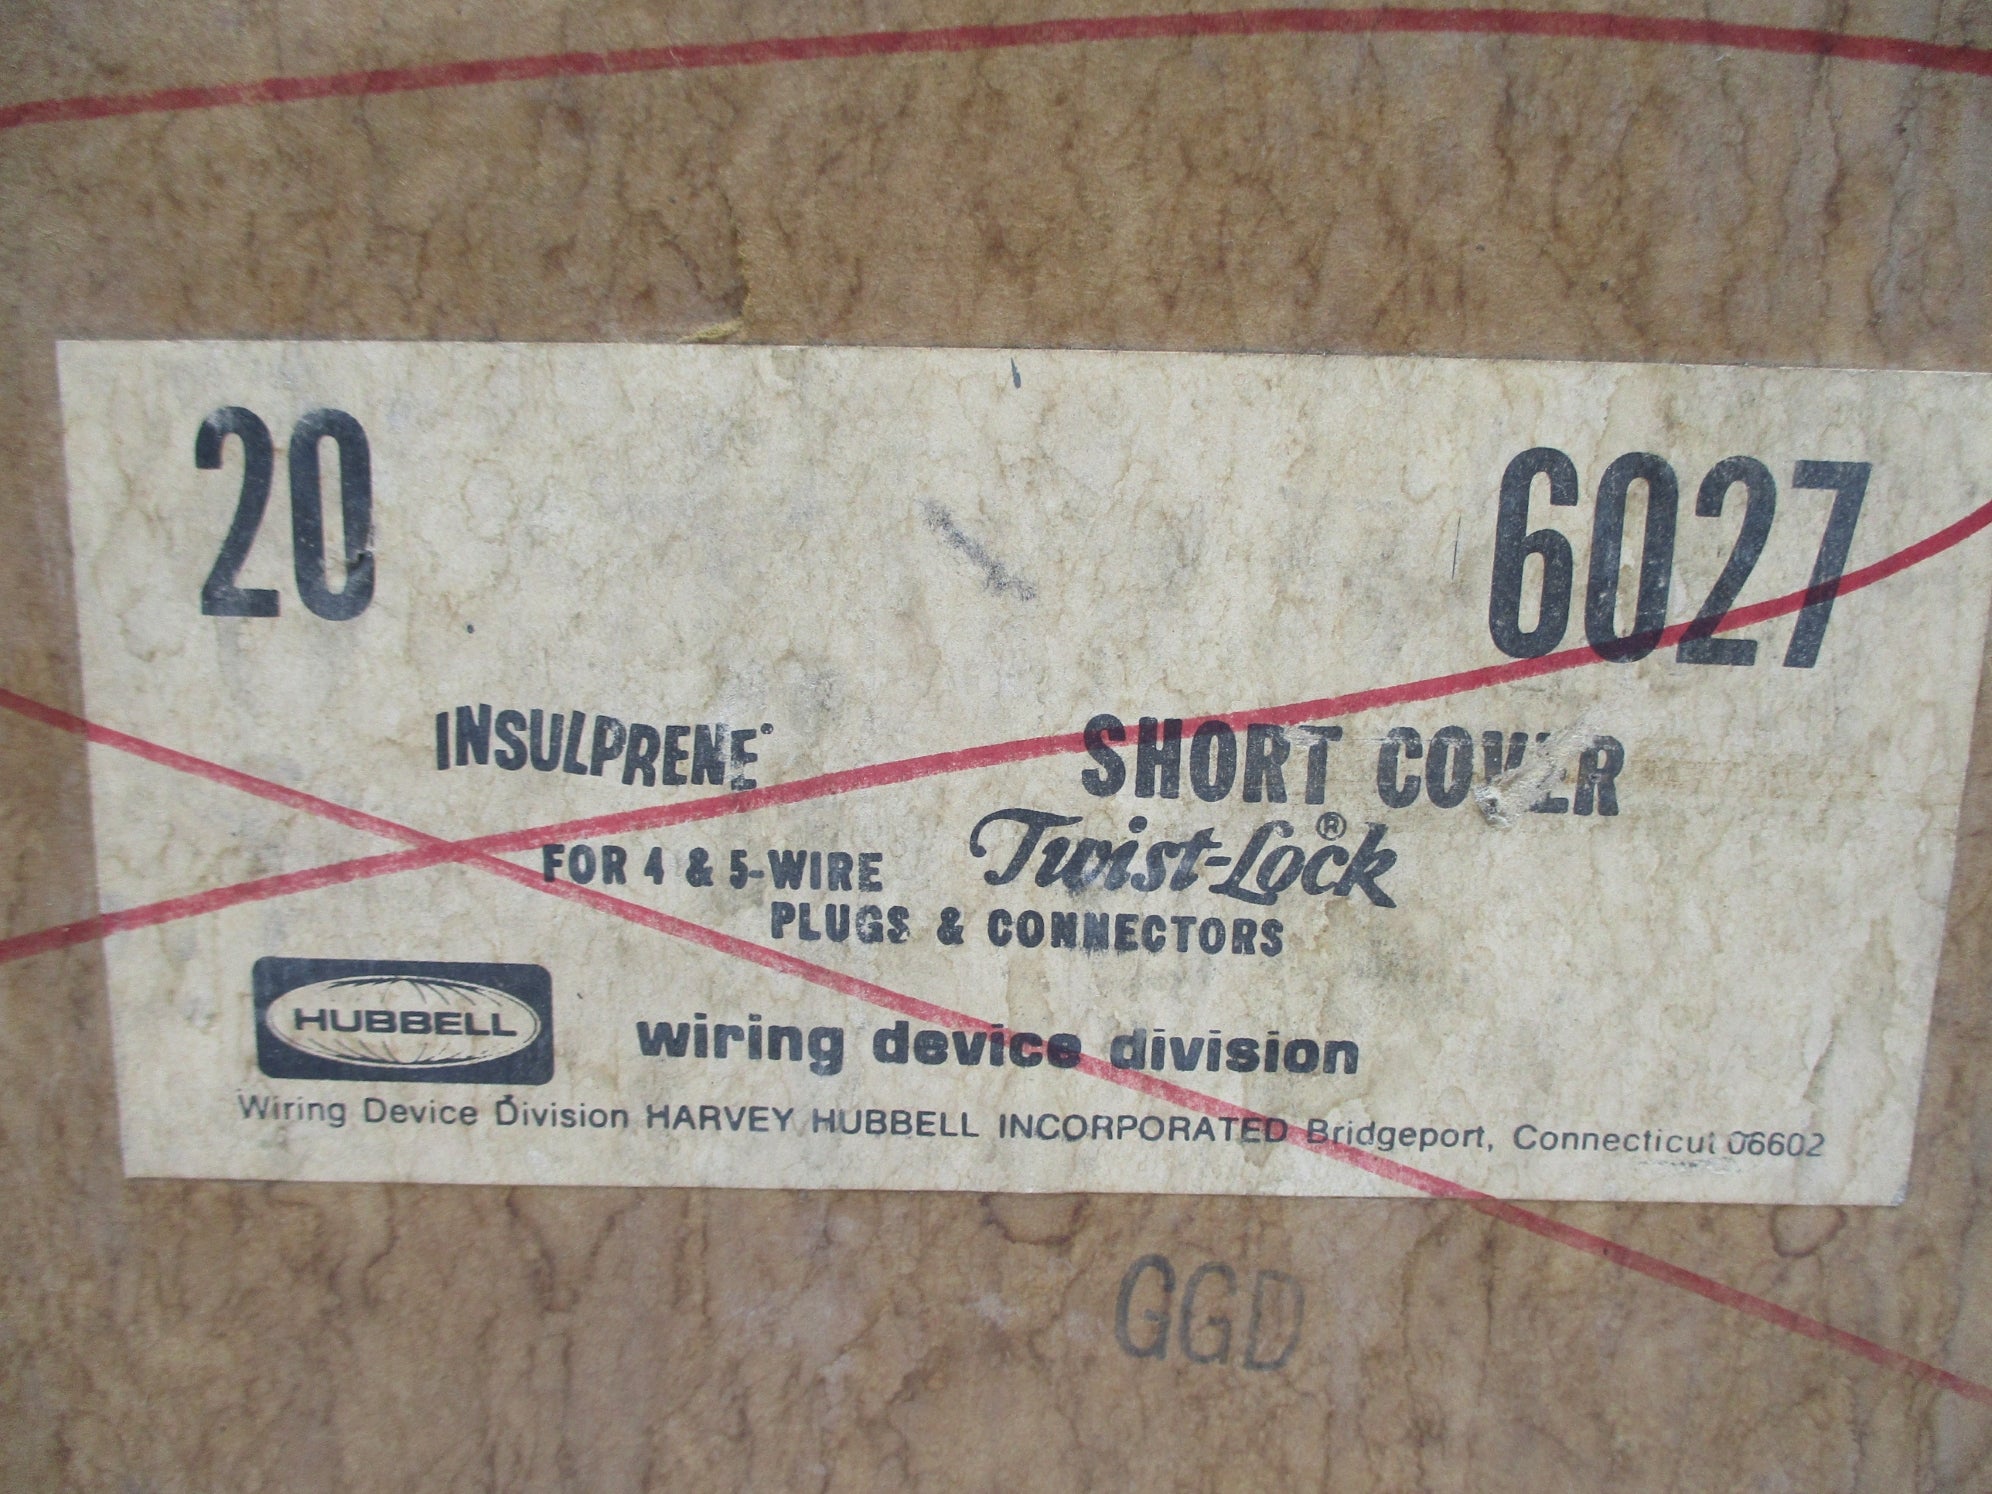 20 6027
INSULPRENE® SHORT COVER
FOR 4 & 5-WIRE Twist-Lock®
PLUGS & CONNECTORS
HUBBELL wiring device division
Wiring Device Division HARVEY HUBBELL INCORPORATED Bridgeport, Connecticut 06602
GGD